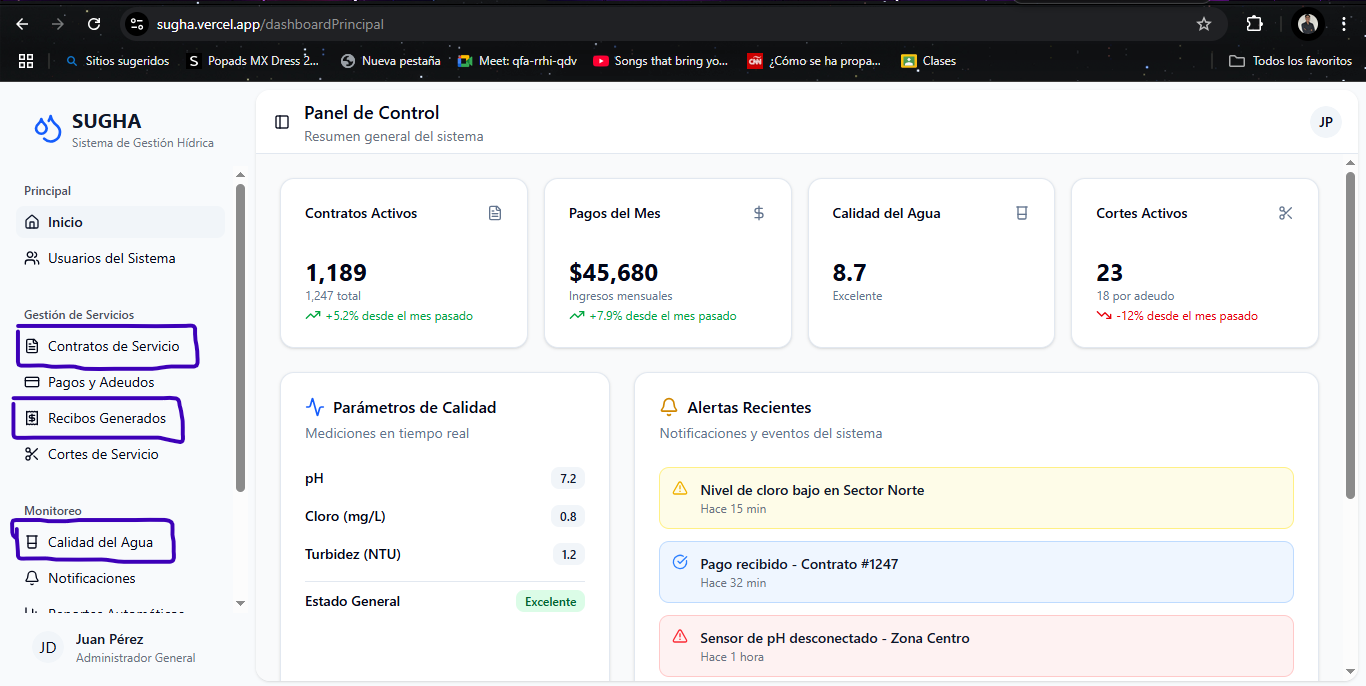 sugha.vercel.app/dashboardPrincipal
Sitios sugeridos
S Popads MX Dress 2...
Nueva pestaña
Meet: qfa-rrhi-qdv
Songs that bring yo...
CNN ¿Cómo se ha propa...
Clases
Todos los favoritos
SUGHA
Sistema de Gestión Hídrica
Panel de Control
Resumen general del sistema
JP
Principal
Inicio
Usuarios del Sistema
Gestión de Servicios
Contratos de Servicio
Pagos y Adeudos
Recibos Generados
Cortes de Servicio
Monitoreo
Calidad del Agua
Notificaciones
Reportes Automáticos
JD
Juan Pérez
Administrador General
Contratos Activos
1,189
1,247 total
+5.2% desde el mes pasado
Pagos del Mes
$
$45,680
Ingresos mensuales
+7.9% desde el mes pasado
Calidad del Agua
8.7
Excelente
Cortes Activos
23
18 por adeudo
-12% desde el mes pasado
Parámetros de Calidad
Mediciones en tiempo real
pH 7.2
Cloro (mg/L) 0.8
Turbidez (NTU) 1.2
Estado General Excelente
Alertas Recientes
Notificaciones y eventos del sistema
Nivel de cloro bajo en Sector Norte
Hace 15 min
Pago recibido - Contrato #1247
Hace 32 min
Sensor de pH desconectado - Zona Centro
Hace 1 hora